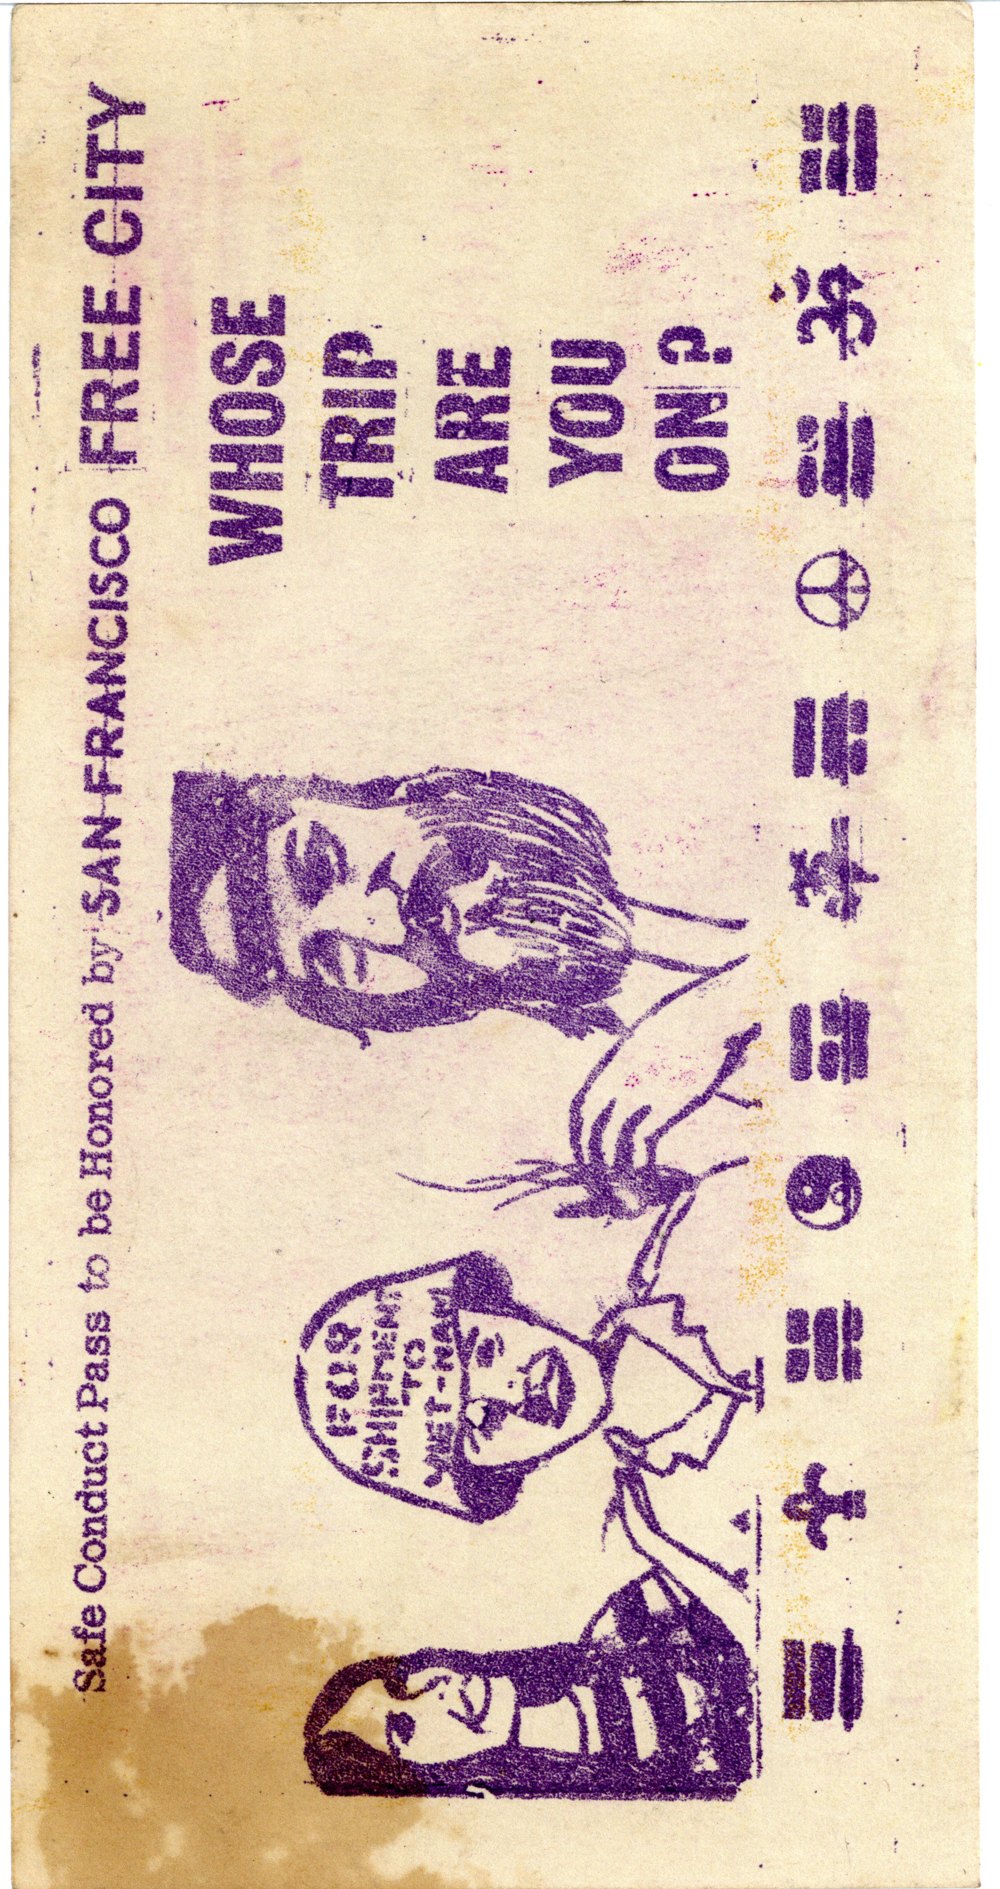 Safe Conduct Pass to be Honored by SAN FRANCISCO FREE CITY
WHOSE
TRIP
ARE
YOU
ON?
FOR
SHIPMENT
TO
VIET-NAM
ॐ